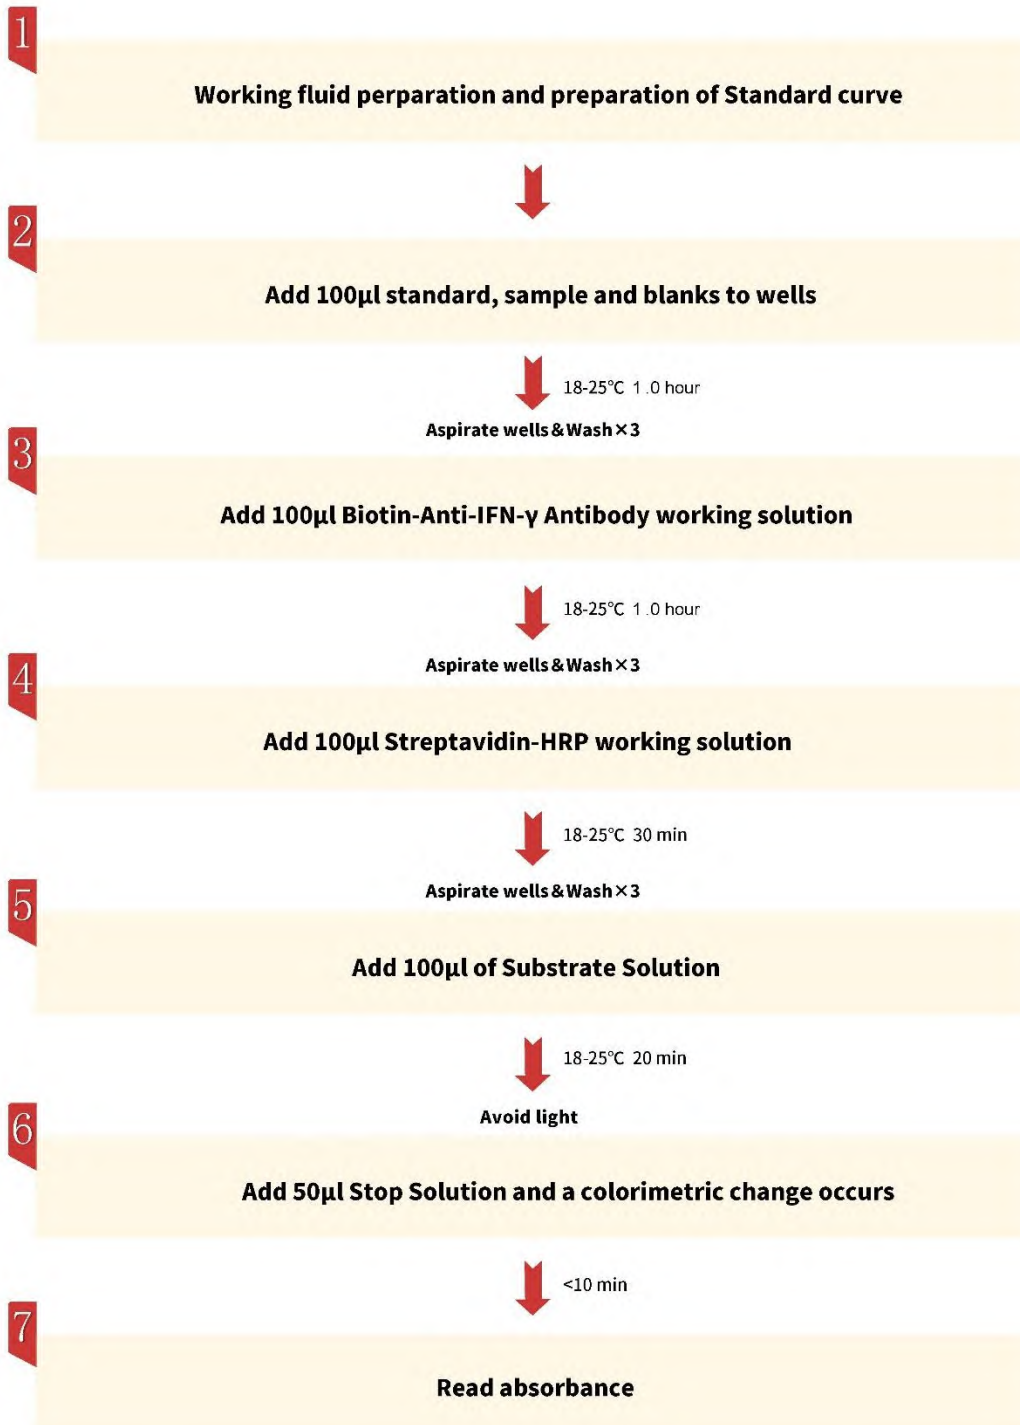 1
Working fluid perparation and preparation of Standard curve
2
Add 100μl standard, sample and blanks to wells
18-25℃ 1 .0 hour
Aspirate wells&Wash×3
3
Add 100μl Biotin-Anti-IFN-γ Antibody working solution
18-25℃ 1 .0 hour
Aspirate wells&Wash×3
4
Add 100μl Streptavidin-HRP working solution
18-25℃ 30 min
Aspirate wells&Wash×3
5
Add 100μl of Substrate Solution
18-25℃ 20 min
Avoid light
6
Add 50μl Stop Solution and a colorimetric change occurs
<10 min
7
Read absorbance